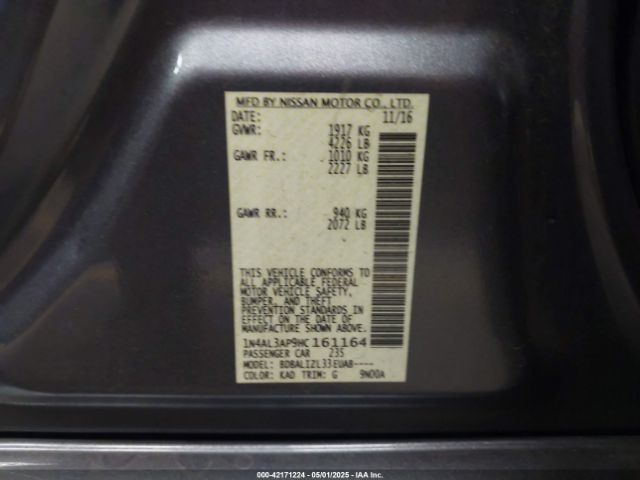 MFD BY NISSAN MOTOR CO., LTD.
DATE: 11/16
GVWR: 1917 KG
4226 LB
GAWR FR.: 1010 KG
2227 LB
GAWR RR.: 940 KG
2072 LB
THIS VEHICLE CONFORMS TO
ALL APPLICABLE FEDERAL
MOTOR VEHICLE SAFETY,
BUMPER, AND THEFT
PREVENTION STANDARDS IN
EFFECT ON THE DATE OF
MANUFACTURE SHOWN ABOVE
1N4AL3AP9HC161164
PASSENGER CAR 235
MODEL: BDBALIZL33EUAB----
COLOR: KAD TRIM: G 9N00A
00-42171224 | 05/01/2025 | IAA Inc.